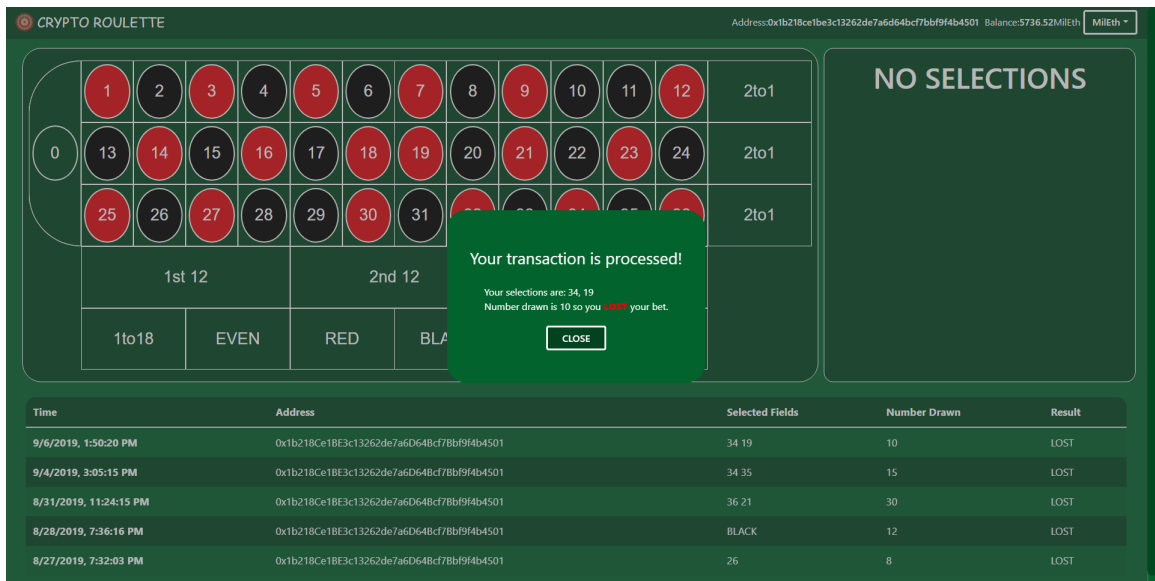 CRYPTO ROULETTE
Address:0x1b218ce1be3c13262de7a6d64bcf7bbf9f4b4501 Balance:5736.52MilEth MilEth
1 2 3 4 5 6 7 8 9 10 11 12 2to1
NO SELECTIONS
0 13 14 15 16 17 18 19 20 21 22 23 24 2to1
25 26 27 28 29 30 31 2to1
1st 12 2nd 12
1to18 EVEN RED BLA
Your transaction is processed!
Your selections are: 34, 19
Number drawn is 10 so you LOST your bet.
CLOSE
Time Address Selected Fields Number Drawn Result
9/6/2019, 1:50:20 PM 0x1b218Ce1BE3c13262de7a6D64Bcf7Bbf9f4b4501 34 19 10 LOST
9/4/2019, 3:05:15 PM 0x1b218Ce1BE3c13262de7a6D64Bcf7Bbf9f4b4501 34 35 15 LOST
8/31/2019, 11:24:15 PM 0x1b218Ce1BE3c13262de7a6D64Bcf7Bbf9f4b4501 36 21 30 LOST
8/28/2019, 7:36:16 PM 0x1b218Ce1BE3c13262de7a6D64Bcf7Bbf9f4b4501 BLACK 12 LOST
8/27/2019, 7:32:03 PM 0x1b218Ce1BE3c13262de7a6D64Bcf7Bbf9f4b4501 26 8 LOST